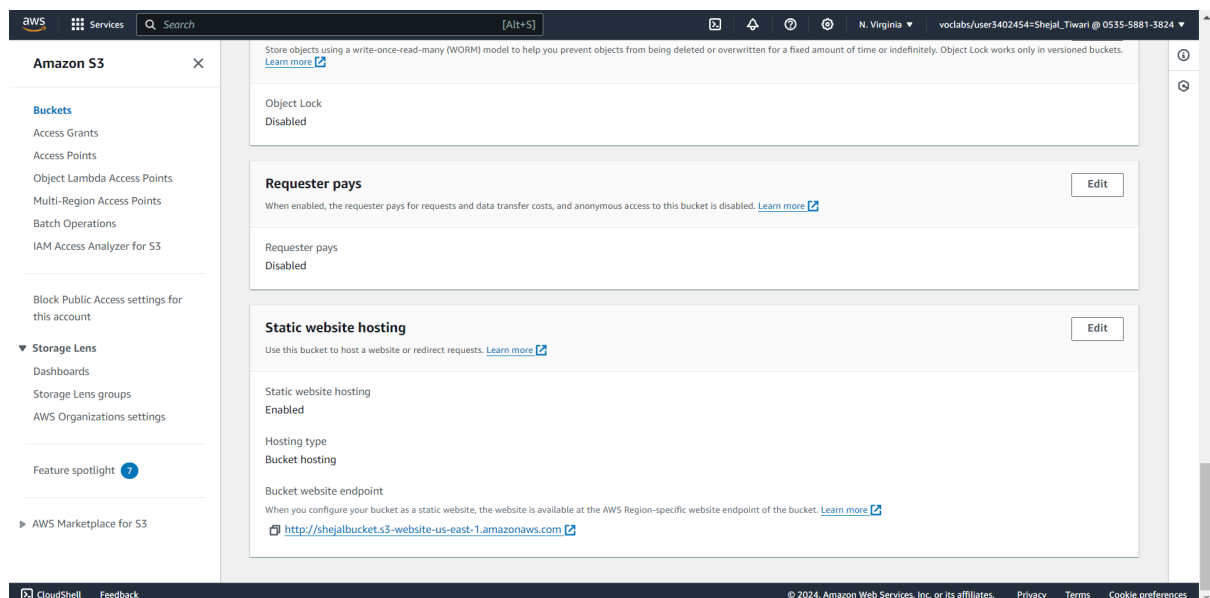 aws
Services
Search
[Alt+S]
N. Virginia
voclabs/user3402454=Shejal_Tiwari @ 0535-5881-3824
Amazon S3
Buckets
Access Grants
Access Points
Object Lambda Access Points
Multi-Region Access Points
Batch Operations
IAM Access Analyzer for S3
Block Public Access settings for
this account
Storage Lens
Dashboards
Storage Lens groups
AWS Organizations settings
Feature spotlight 7
AWS Marketplace for S3
Store objects using a write-once-read-many (WORM) model to help you prevent objects from being deleted or overwritten for a fixed amount of time or indefinitely. Object Lock works only in versioned buckets.
Learn more
Object Lock
Disabled
Requester pays
Edit
When enabled, the requester pays for requests and data transfer costs, and anonymous access to this bucket is disabled. Learn more
Requester pays
Disabled
Static website hosting
Edit
Use this bucket to host a website or redirect requests. Learn more
Static website hosting
Enabled
Hosting type
Bucket hosting
Bucket website endpoint
When you configure your bucket as a static website, the website is available at the AWS Region-specific website endpoint of the bucket. Learn more
http://shejalbucket.s3-website-us-east-1.amazonaws.com
CloudShell
Feedback
© 2024, Amazon Web Services, Inc. or its affiliates.
Privacy
Terms
Cookie preferences